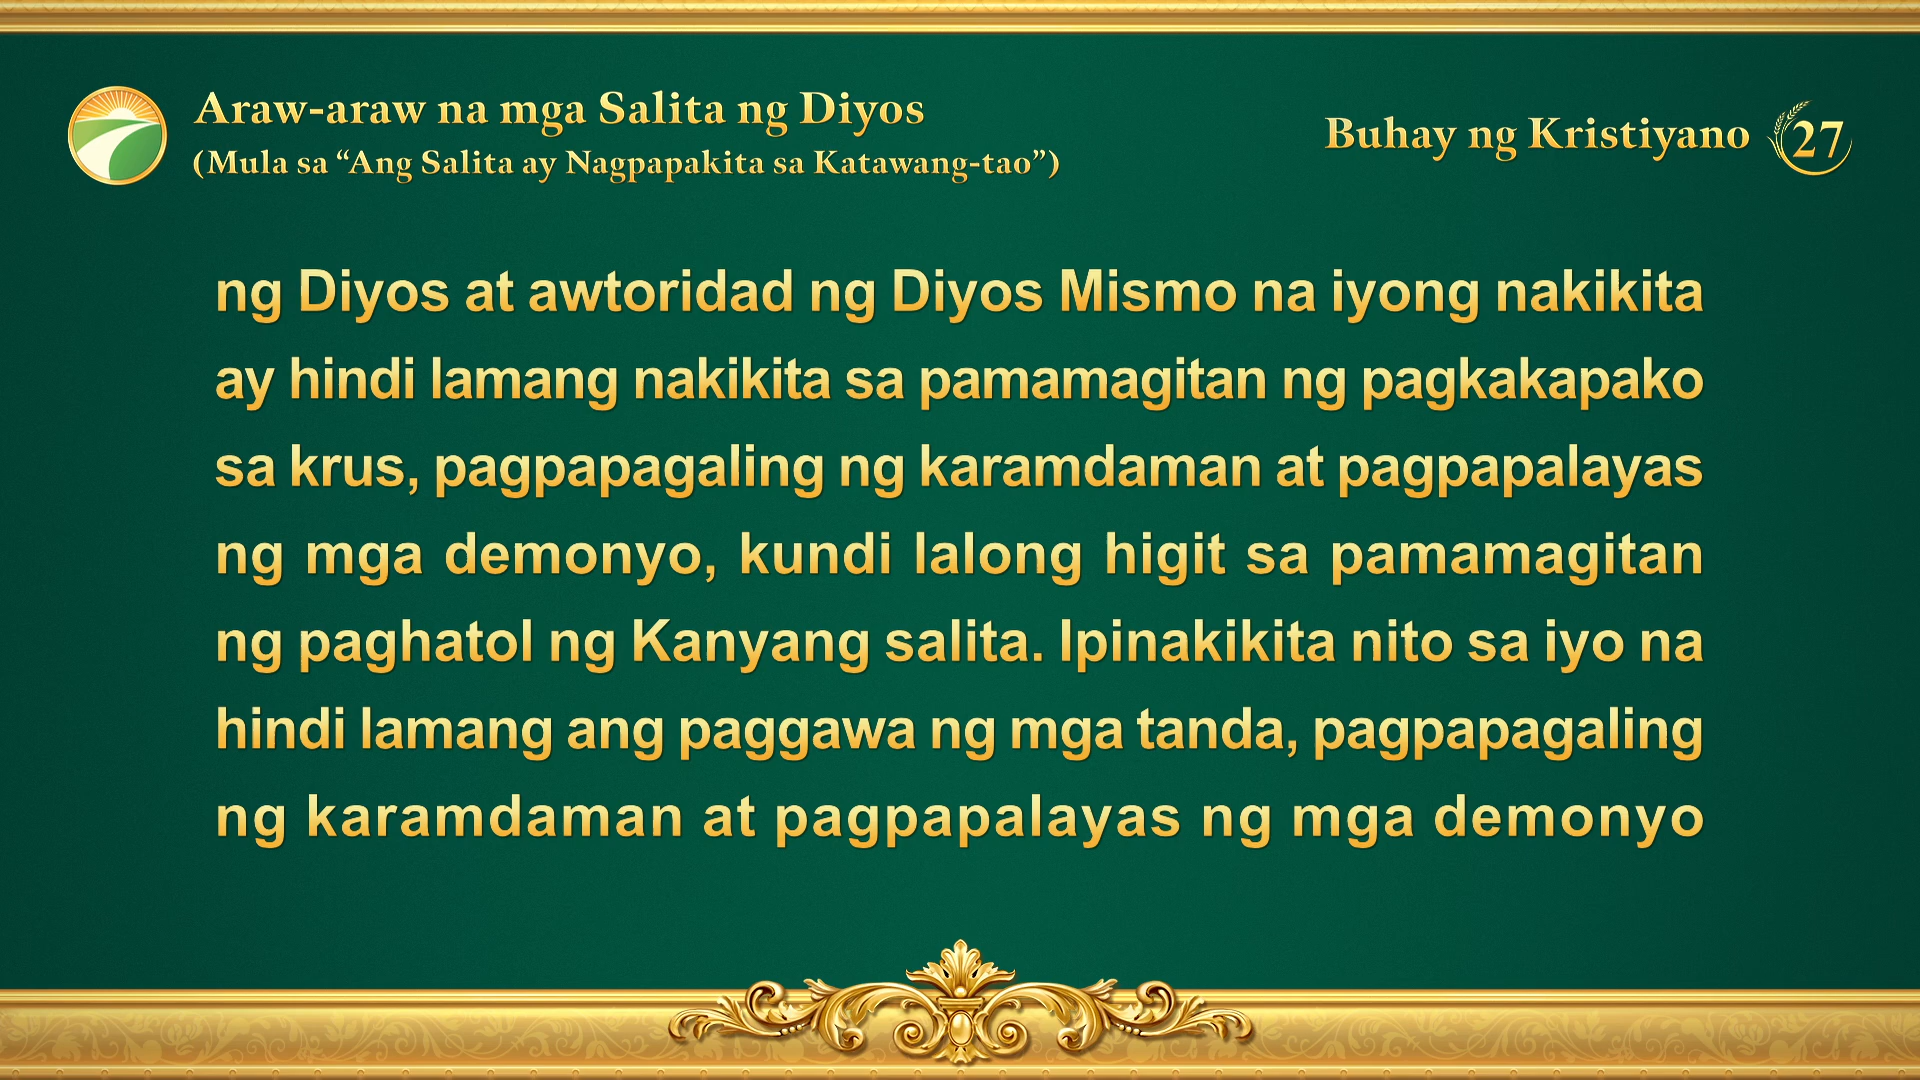 Araw-araw na mga Salita ng Diyos
(Mula sa “Ang Salita ay Nagpapakita sa Katawang-tao”)
Buhay ng Kristiyano 27
ng Diyos at awtoridad ng Diyos Mismo na iyong nakikita
ay hindi lamang nakikita sa pamamagitan ng pagkakapako
sa krus, pagpapagaling ng karamdaman at pagpapalayas
ng mga demonyo, kundi lalong higit sa pamamagitan
ng paghatol ng Kanyang salita. Ipinakikita nito sa iyo na
hindi lamang ang paggawa ng mga tanda, pagpapagaling
ng karamdaman at pagpapalayas ng mga demonyo